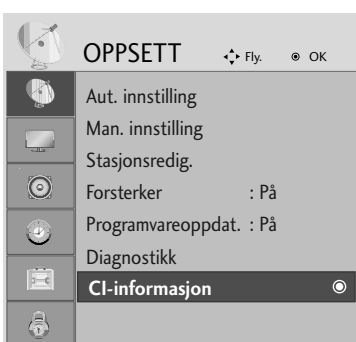 OPPSETT Fly. OK
Aut. innstilling
Man. innstilling
Stasjonsredig.
Forsterker : På
Programvareoppdat. : På
Diagnostikk
CI-informasjon